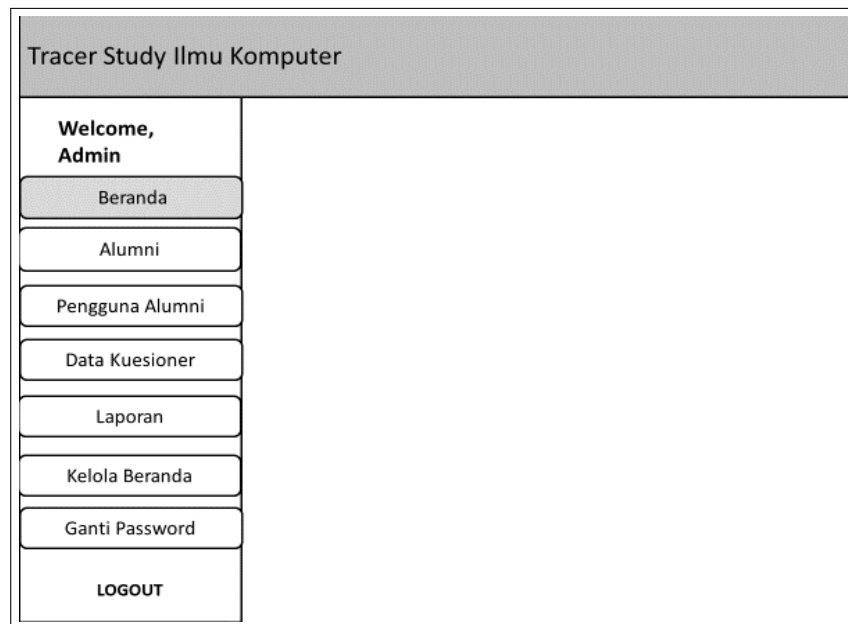 Tracer Study Ilmu Komputer
Welcome,
Admin
Beranda
Alumni
Pengguna Alumni
Data Kuesioner
Laporan
Kelola Beranda
Ganti Password
LOGOUT